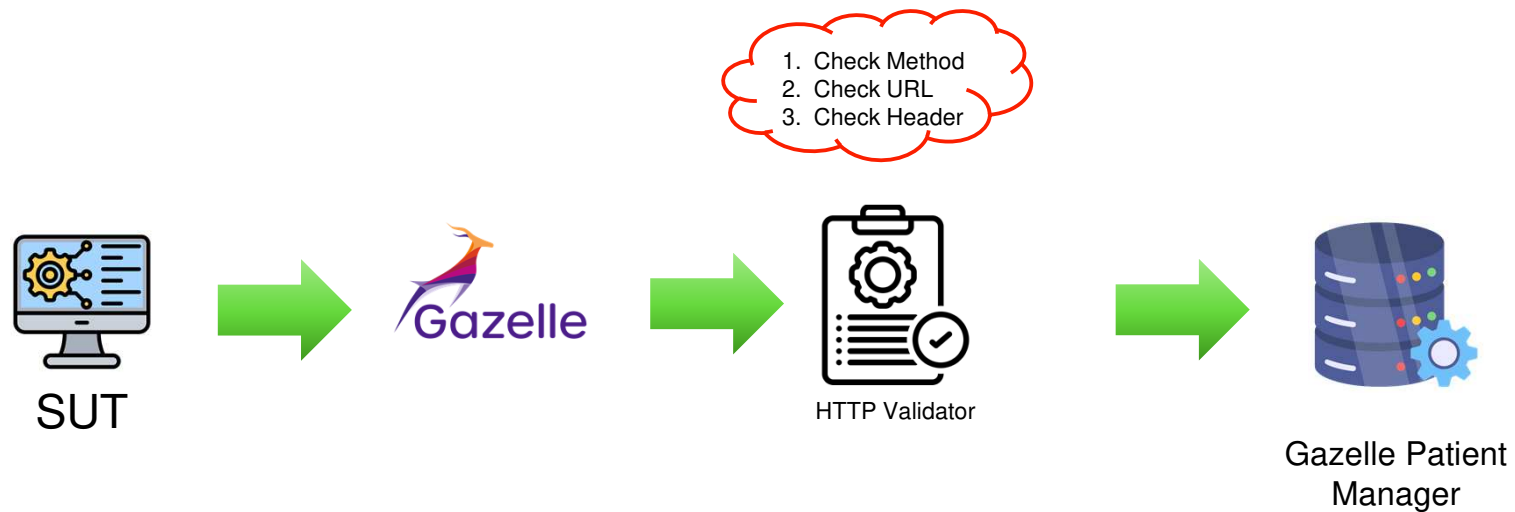 1. Check Method
2. Check URL
3. Check Header
Gazelle
SUT
HTTP Validator
Gazelle Patient
Manager